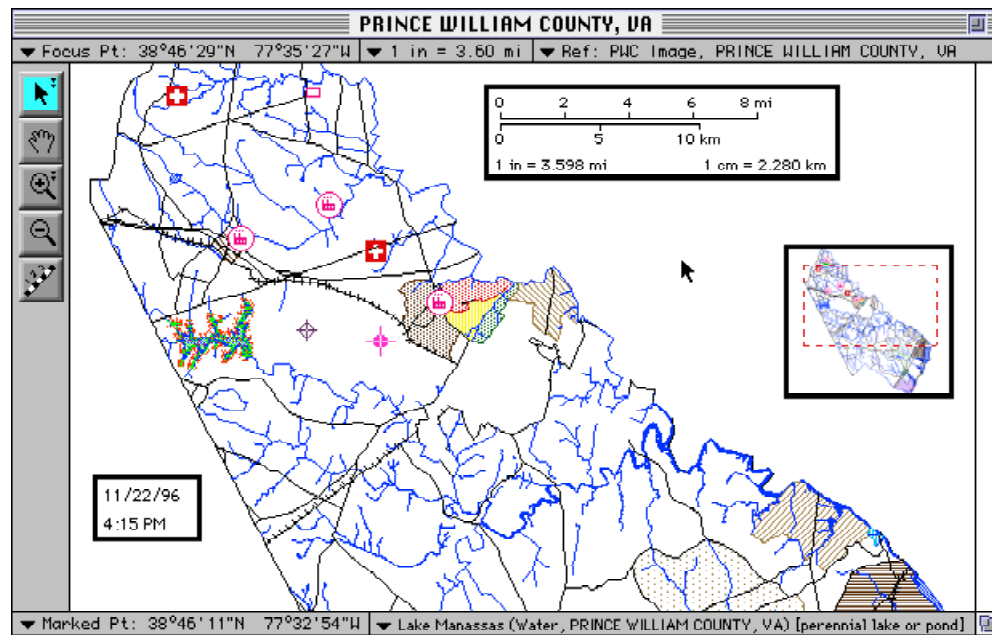 PRINCE WILLIAM COUNTY, VA
Focus Pt: 38°46'29"N 77°35'27"W 1 in = 3.60 mi Ref: PWC Image, PRINCE WILLIAM COUNTY, VA
0 2 4 6 8 mi
0 5 10 km
1 in = 3.598 mi 1 cm = 2.280 km
11/22/96
4:15 PM
Marked Pt: 38°46'11"N 77°32'54"W Lake Manassas (Water, PRINCE WILLIAM COUNTY, VA) [perennial lake or pond]